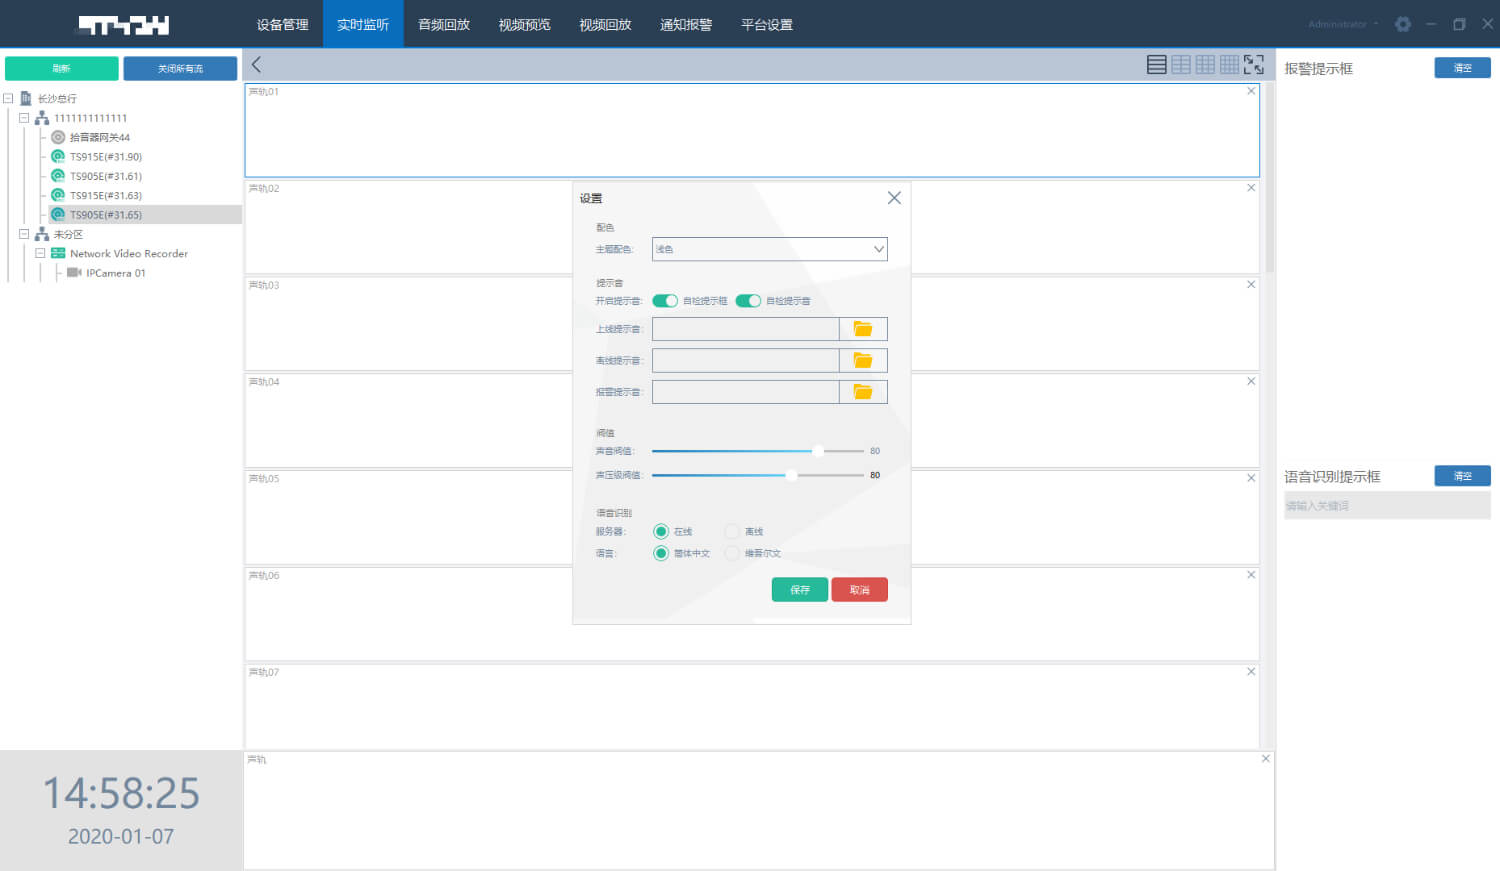 设备管理 实时监听 音频回放 视频预览 视频回放 通知报警 平台设置 Administrator
刷新 关闭所有流
长沙总行
1111111111111
拾音器网关44
TS915E(#31.90)
TS905E(#31.61)
TS915E(#31.63)
TS905E(#31.65)
未分区
Network Video Recorder
IPCamera 01
14:58:25
2020-01-07
声轨01
声轨02
声轨03
声轨04
声轨05
声轨06
声轨07
声轨
设置
配色
主题配色: 浅色
提示音
开启提示音: 自检提示框 自检提示音
上线提示音:
离线提示音:
报警提示音:
阈值
声音阈值: 80
声压级阈值: 80
语音识别
服务器: 在线 离线
语言: 简体中文 维吾尔文
保存 取消
报警提示框 清空
语音识别提示框 清空
请输入关键词